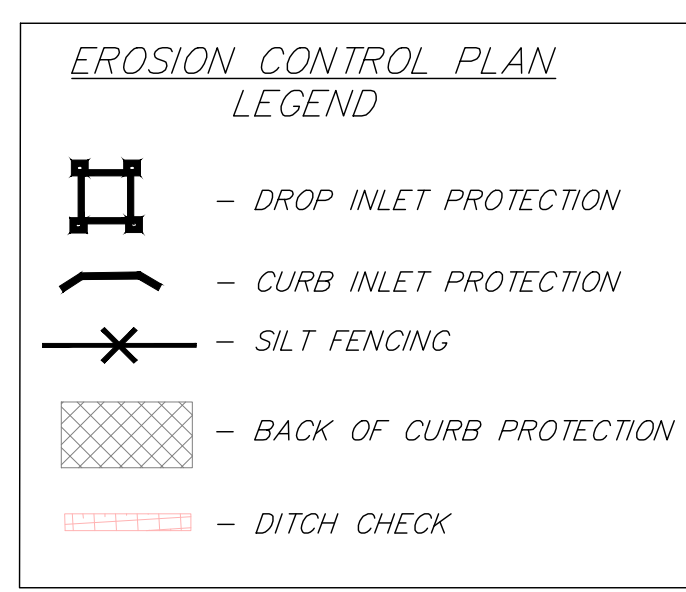 EROSION CONTROL PLAN
LEGEND
- DROP INLET PROTECTION
- CURB INLET PROTECTION
- SILT FENCING
- BACK OF CURB PROTECTION
- DITCH CHECK